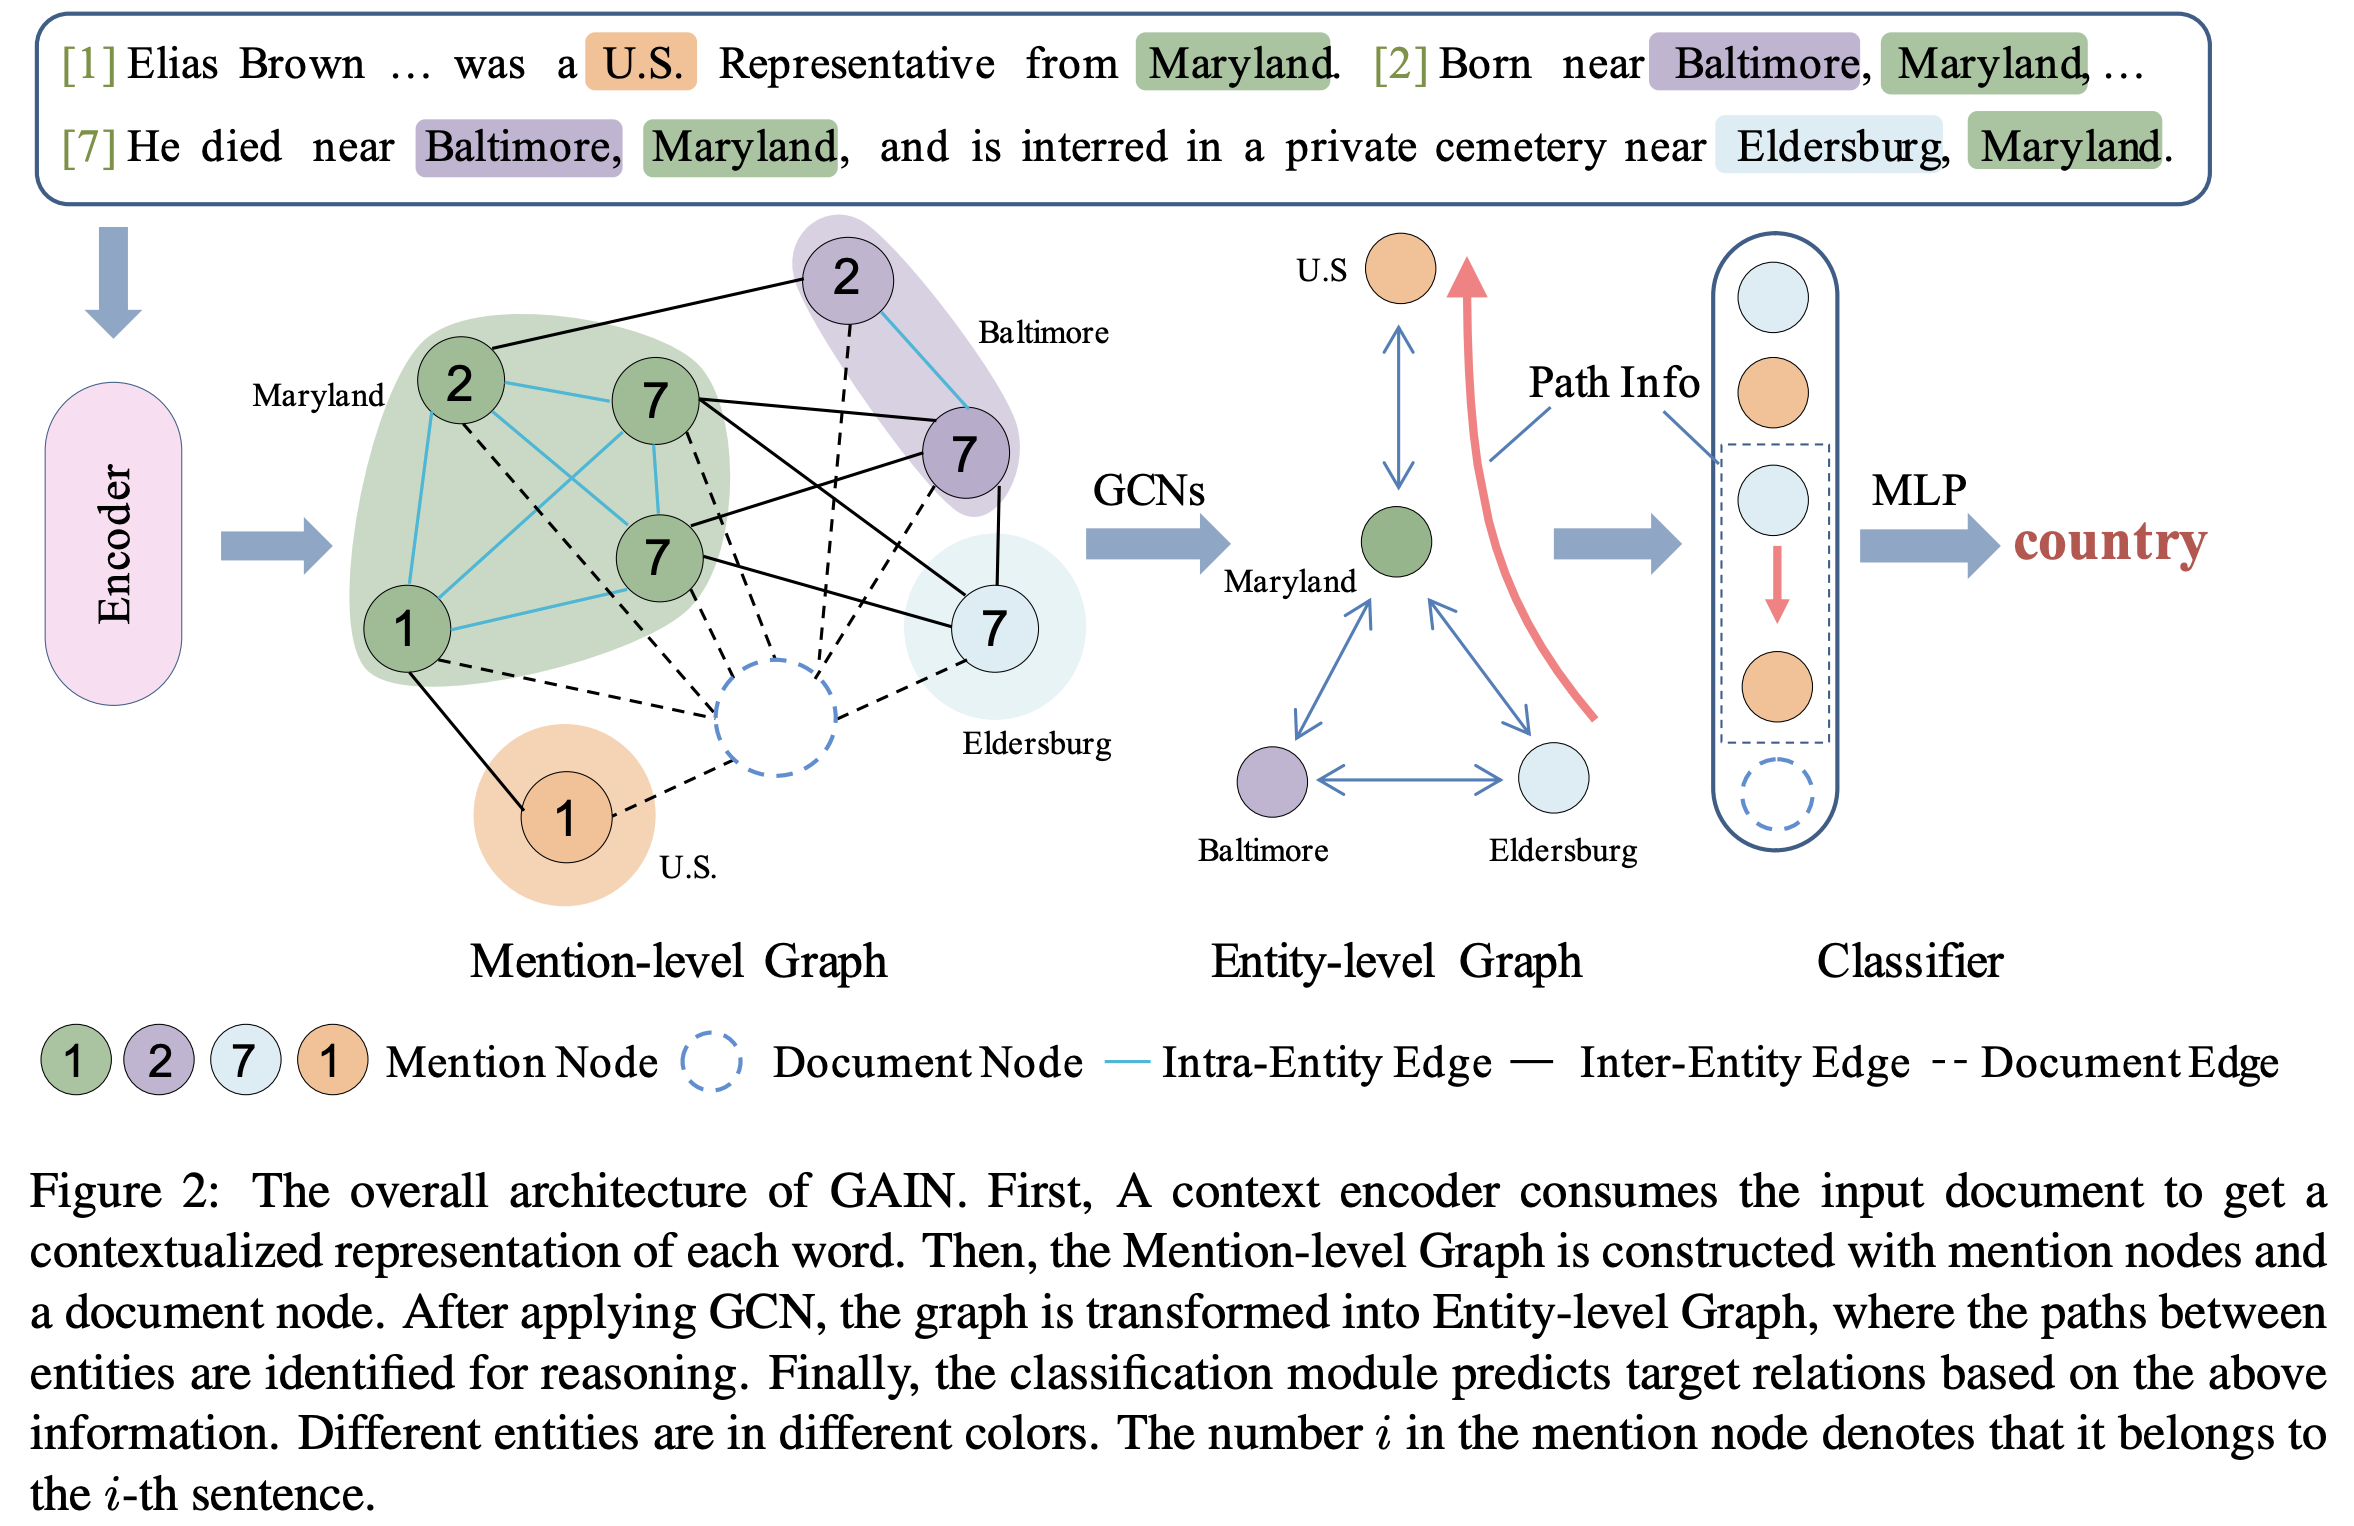 [1] Elias Brown … was a U.S. Representative from Maryland. [2] Born near Baltimore, Maryland, …
[7] He died near Baltimore, Maryland, and is interred in a private cemetery near Eldersburg, Maryland.
Encoder
Maryland
2
7
7
1
2
7
Baltimore
7
Eldersburg
1
U.S.
GCNs
U.S
Maryland
Baltimore
Eldersburg
Path Info
MLP
country
Mention-level Graph
Entity-level Graph
Classifier
1 2 7 1 Mention Node Document Node Intra-Entity Edge Inter-Entity Edge Document Edge
Figure 2: The overall architecture of GAIN. First, A context encoder consumes the input document to get a
contextualized representation of each word. Then, the Mention-level Graph is constructed with mention nodes and
a document node. After applying GCN, the graph is transformed into Entity-level Graph, where the paths between
entities are identified for reasoning. Finally, the classification module predicts target relations based on the above
information. Different entities are in different colors. The number i in the mention node denotes that it belongs to
the i-th sentence.